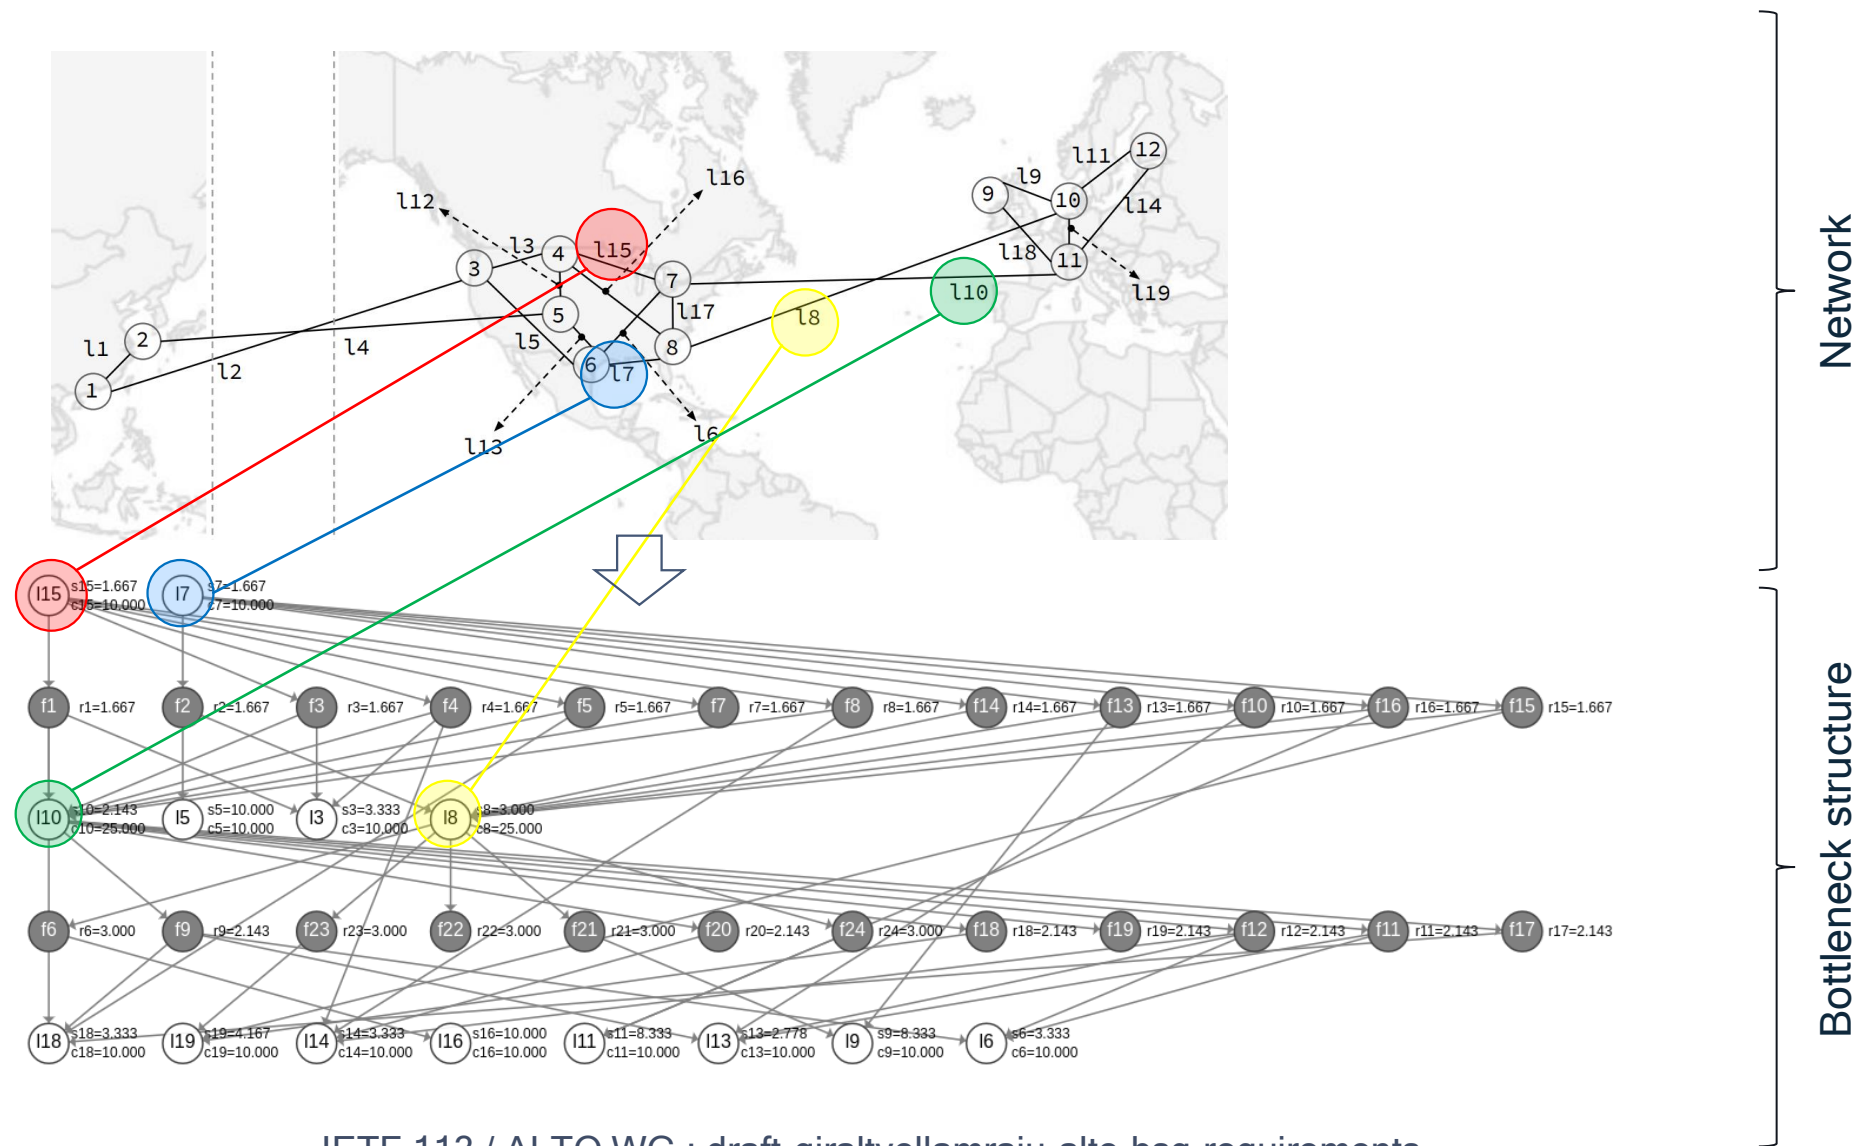 l16
l12
12
l11
l9
9
10
l14
l3
4
l15
l18
3
7
11
l10
l19
5
l17
l8
2
l5
8
l1
l4
6
l7
l2
1
l13
l6
Network
l15 s15=1.667
c15=10.000
l7 s7=1.667
c7=10.000
f1 r1=1.667
f2 r2=1.667
f3 r3=1.667
f4 r4=1.667
f5 r5=1.667
f7 r7=1.667
f8 r8=1.667
f14 r14=1.667
f13 r13=1.667
f10 r10=1.667
f16 r16=1.667
f15 r15=1.667
l10 s10=2.143
c10=25.000
l5 s5=10.000
c5=10.000
l3 s3=3.333
c3=10.000
l8 s8=3.000
c8=25.000
f6 r6=3.000
f9 r9=2.143
f23 r23=3.000
f22 r22=3.000
f21 r21=3.000
f20 r20=2.143
f24 r24=3.000
f18 r18=2.143
f19 r19=2.143
f12 r12=2.143
f11 r11=2.143
f17 r17=2.143
l18 s18=3.333
c18=10.000
l19 s19=4.167
c19=10.000
l14 s14=3.333
c14=10.000
l16 s16=10.000
c16=10.000
l11 s11=8.333
c11=10.000
l13 s13=2.778
c13=10.000
l9 s9=8.333
c9=10.000
l6 s6=3.333
c6=10.000
Bottleneck structure
IETF 113 / ALTO WG : draft-giraltyellamraju-alto-bsg-requirements